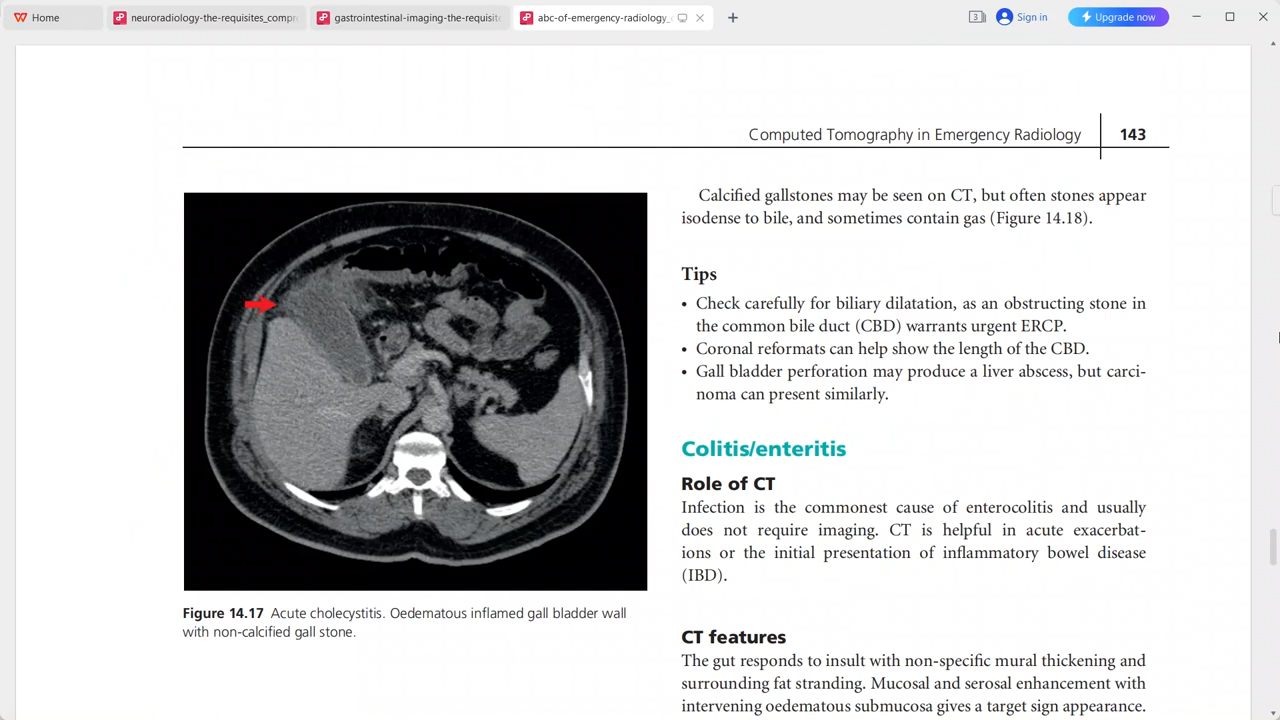 Home
neuroradiology-the-requisites_compr
gastrointestinal-imaging-the-requisite
abc-of-emergency-radiology_
3
Sign in
Upgrade now
Computed Tomography in Emergency Radiology
143
Calcified gallstones may be seen on CT, but often stones appear
isodense to bile, and sometimes contain gas (Figure 14.18).
Tips
• Check carefully for biliary dilatation, as an obstructing stone in
the common bile duct (CBD) warrants urgent ERCP.
• Coronal reformats can help show the length of the CBD.
• Gall bladder perforation may produce a liver abscess, but carci-
noma can present similarly.
Colitis/enteritis
Role of CT
Infection is the commonest cause of enterocolitis and usually
does not require imaging. CT is helpful in acute exacerbat-
ions or the initial presentation of inflammatory bowel disease
(IBD).
CT features
The gut responds to insult with non-specific mural thickening and
surrounding fat stranding. Mucosal and serosal enhancement with
intervening oedematous submucosa gives a target sign appearance.
Figure 14.17 Acute cholecystitis. Oedematous inflamed gall bladder wall
with non-calcified gall stone.